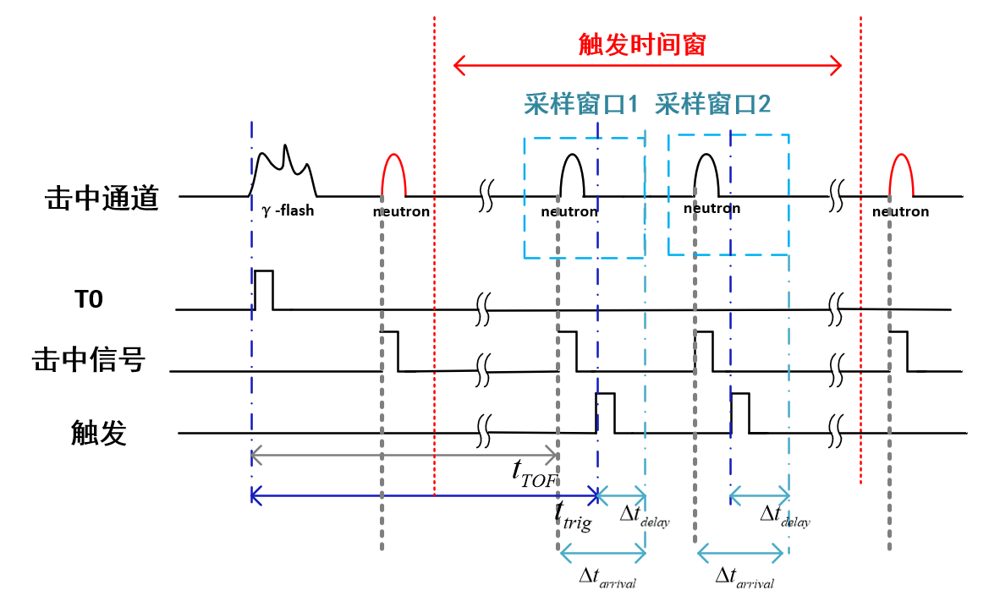 触发时间窗
采样窗口1 采样窗口2
击中通道
γ -flash neutron neutron neutron neutron
T0
击中信号
触发
t_TOF
t_trig Δt_delay Δt_delay
Δt_arrival Δt_arrival